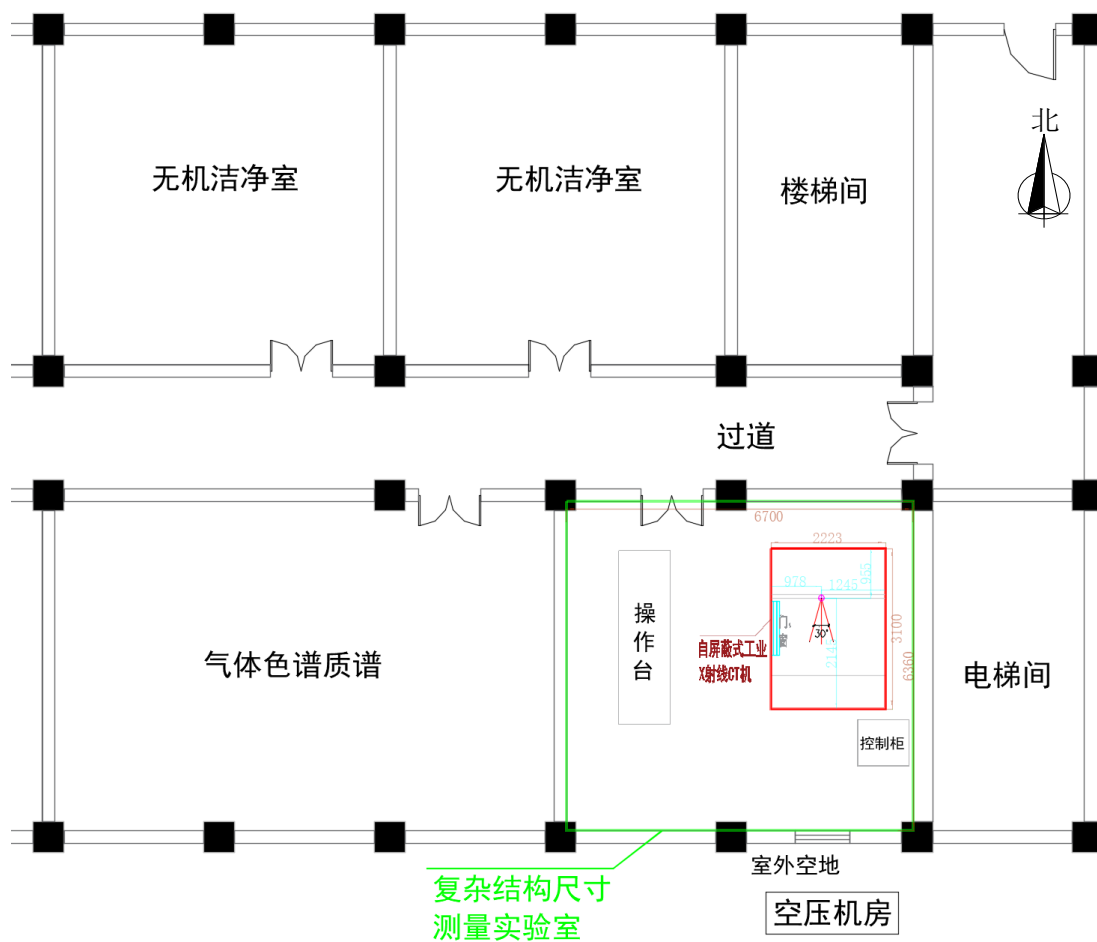 北
无机洁净室
无机洁净室
楼梯间
过道
6700
2223
978
1245
955
30°
3100
6360
门、
窗
操
作
台
自屏蔽式工业
X射线CT机
气体色谱质谱
电梯间
控制柜
室外空地
空压机房
复杂结构尺寸
测量实验室